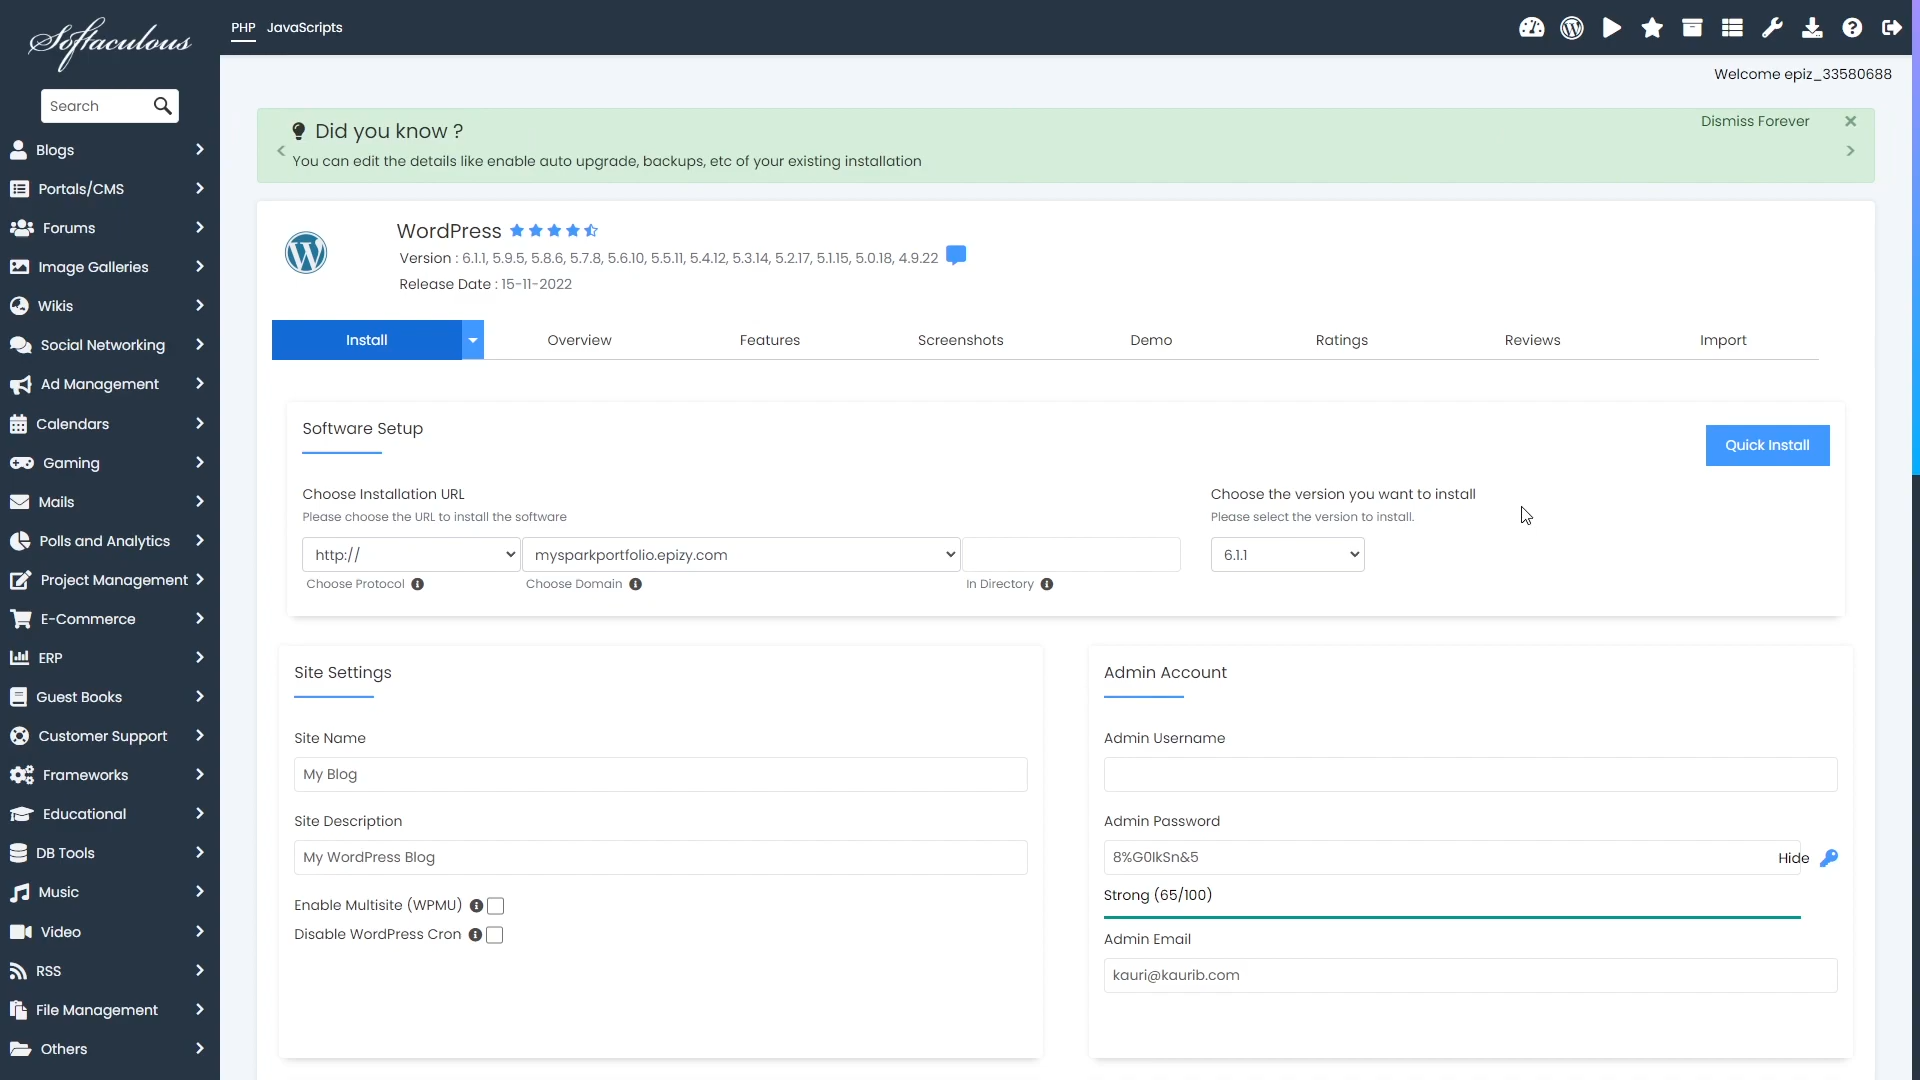 Softaculous
PHP JavaScripts
Welcome epiz_33580688
Search
Blogs
Portals/CMS
Forums
Image Galleries
Wikis
Social Networking
Ad Management
Calendars
Gaming
Mails
Polls and Analytics
Project Management
E-Commerce
ERP
Guest Books
Customer Support
Frameworks
Educational
DB Tools
Music
Video
RSS
File Management
Others
Did you know ?
Dismiss Forever
You can edit the details like enable auto upgrade, backups, etc of your existing installation
WordPress
Version : 6.1.1, 5.9.5, 5.8.6, 5.7.8, 5.6.10, 5.5.11, 5.4.12, 5.3.14, 5.2.17, 5.1.15, 5.0.18, 4.9.22
Release Date : 15-11-2022
Install Overview Features Screenshots Demo Ratings Reviews Import
Software Setup
Quick Install
Choose Installation URL
Please choose the URL to install the software
http:// mysparkportfolio.epizy.com
Choose Protocol Choose Domain In Directory
Choose the version you want to install
Please select the version to install.
6.1.1
Site Settings
Site Name
My Blog
Site Description
My WordPress Blog
Enable Multisite (WPMU)
Disable WordPress Cron
Admin Account
Admin Username
Admin Password
8%G0IkSn&5 Hide
Strong (65/100)
Admin Email
kauri@kaurib.com